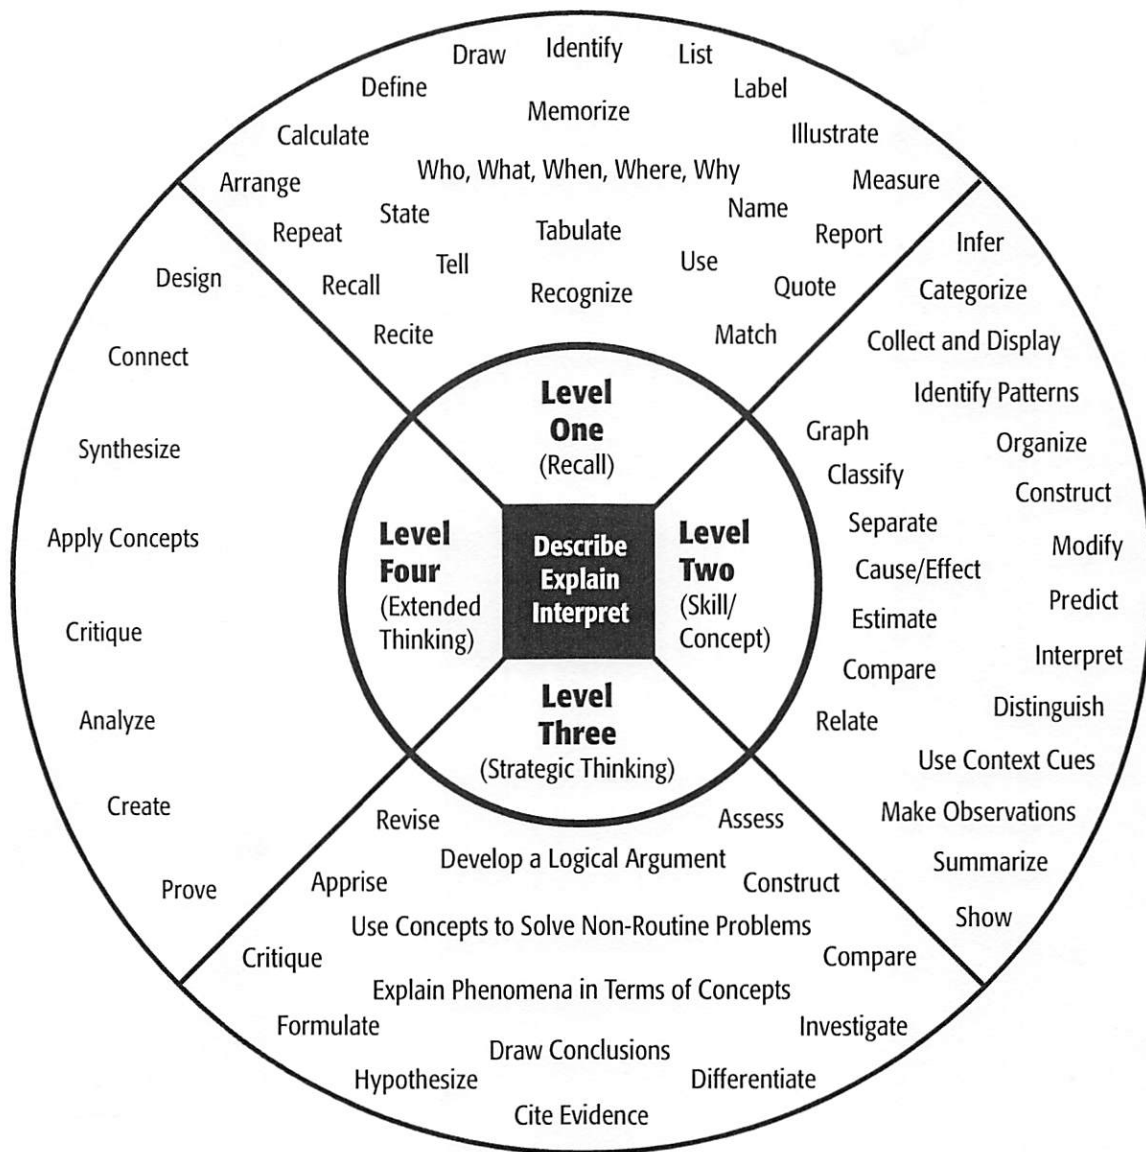 Draw Identify List
Define Label
Memorize
Calculate Illustrate
Who, What, When, Where, Why
Arrange Measure
State Name
Repeat Tabulate Report
Tell Use
Recall Recognize Quote
Recite Match
Level
One
(Recall)
Infer
Categorize
Collect and Display
Identify Patterns
Graph Organize
Classify
Construct
Separate
Modify
Cause/Effect
Predict
Estimate
Interpret
Compare
Distinguish
Relate
Use Context Cues
Make Observations
Summarize
Show
Level
Two
(Skill/
Concept)
Describe
Explain
Interpret
Level
Three
(Strategic Thinking)
Revise Assess
Develop a Logical Argument
Apprise Construct
Use Concepts to Solve Non-Routine Problems
Critique Compare
Explain Phenomena in Terms of Concepts
Formulate Investigate
Draw Conclusions
Hypothesize Differentiate
Cite Evidence
Level
Four
(Extended
Thinking)
Design
Connect
Synthesize
Apply Concepts
Critique
Analyze
Create
Prove